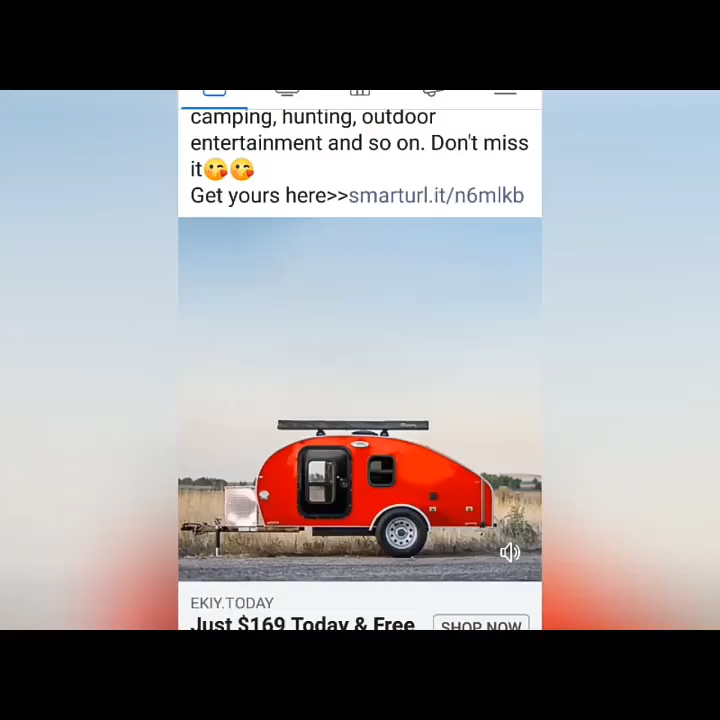 camping, hunting, outdoor
entertainment and so on. Don't miss
it😘😘
Get yours here>>smarturl.it/n6mlkb
EKIY.TODAY
Just $169 Today & Free
SHOP NOW